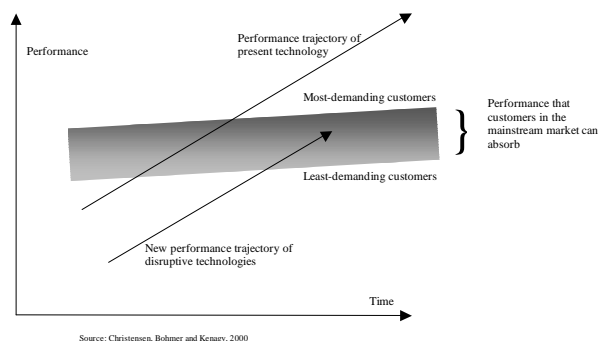 Performance
Performance trajectory of
present technology
Most-demanding customers
Performance that
customers in the
mainstream market can
absorb
Least-demanding customers
New performance trajectory of
disruptive technologies
Time
Source: Christensen, Bohmer and Kenagy, 2000